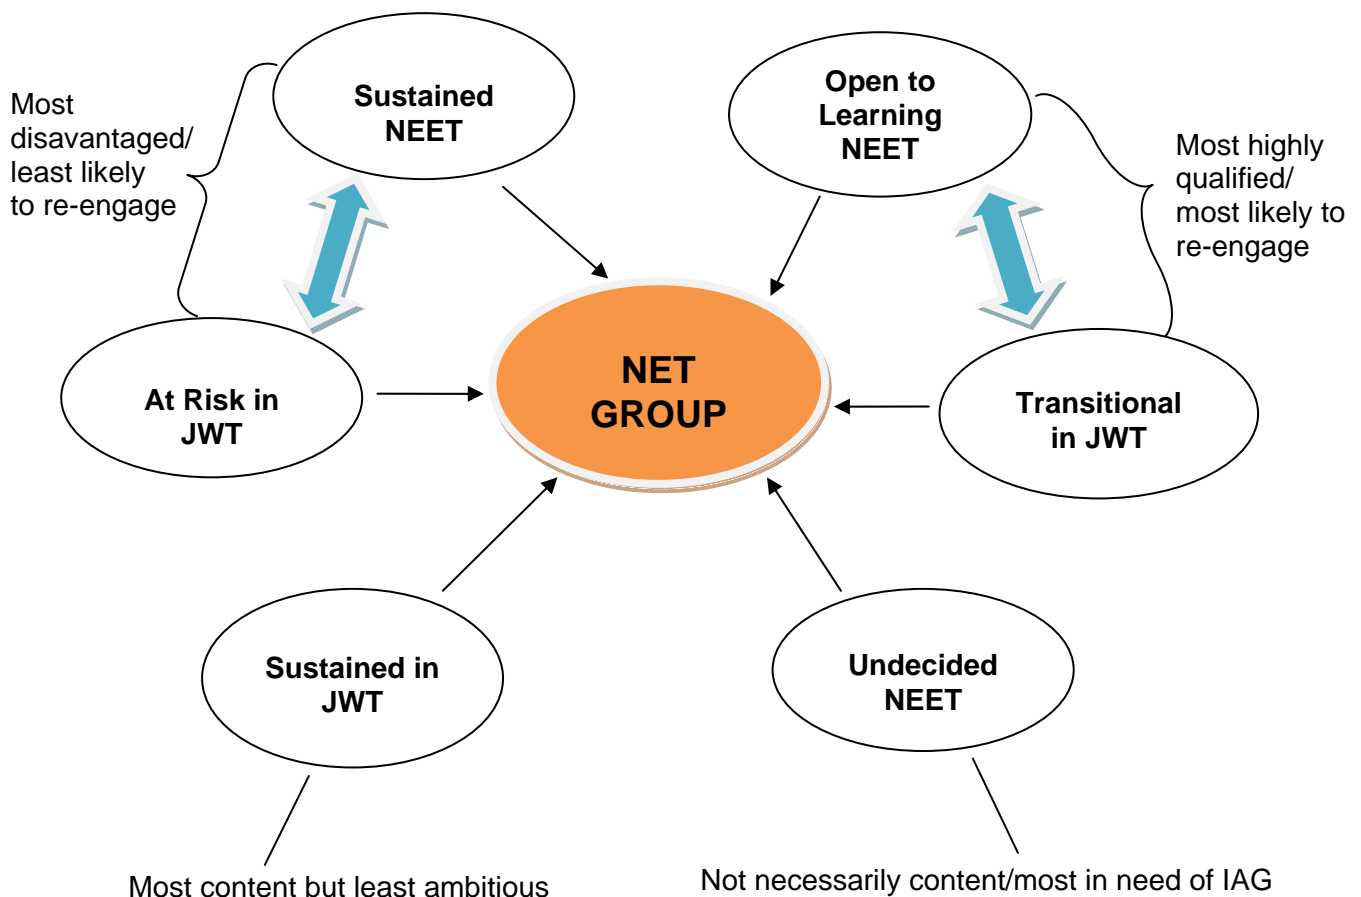 Most
disavantaged/
least likely
to re-engage
Sustained
NEET
Open to
Learning
NEET
Most highly
qualified/
most likely to
re-engage
At Risk in
JWT
NET
GROUP
Transitional
in JWT
Sustained in
JWT
Undecided
NEET
Most content but least ambitious
Not necessarily content/most in need of IAG